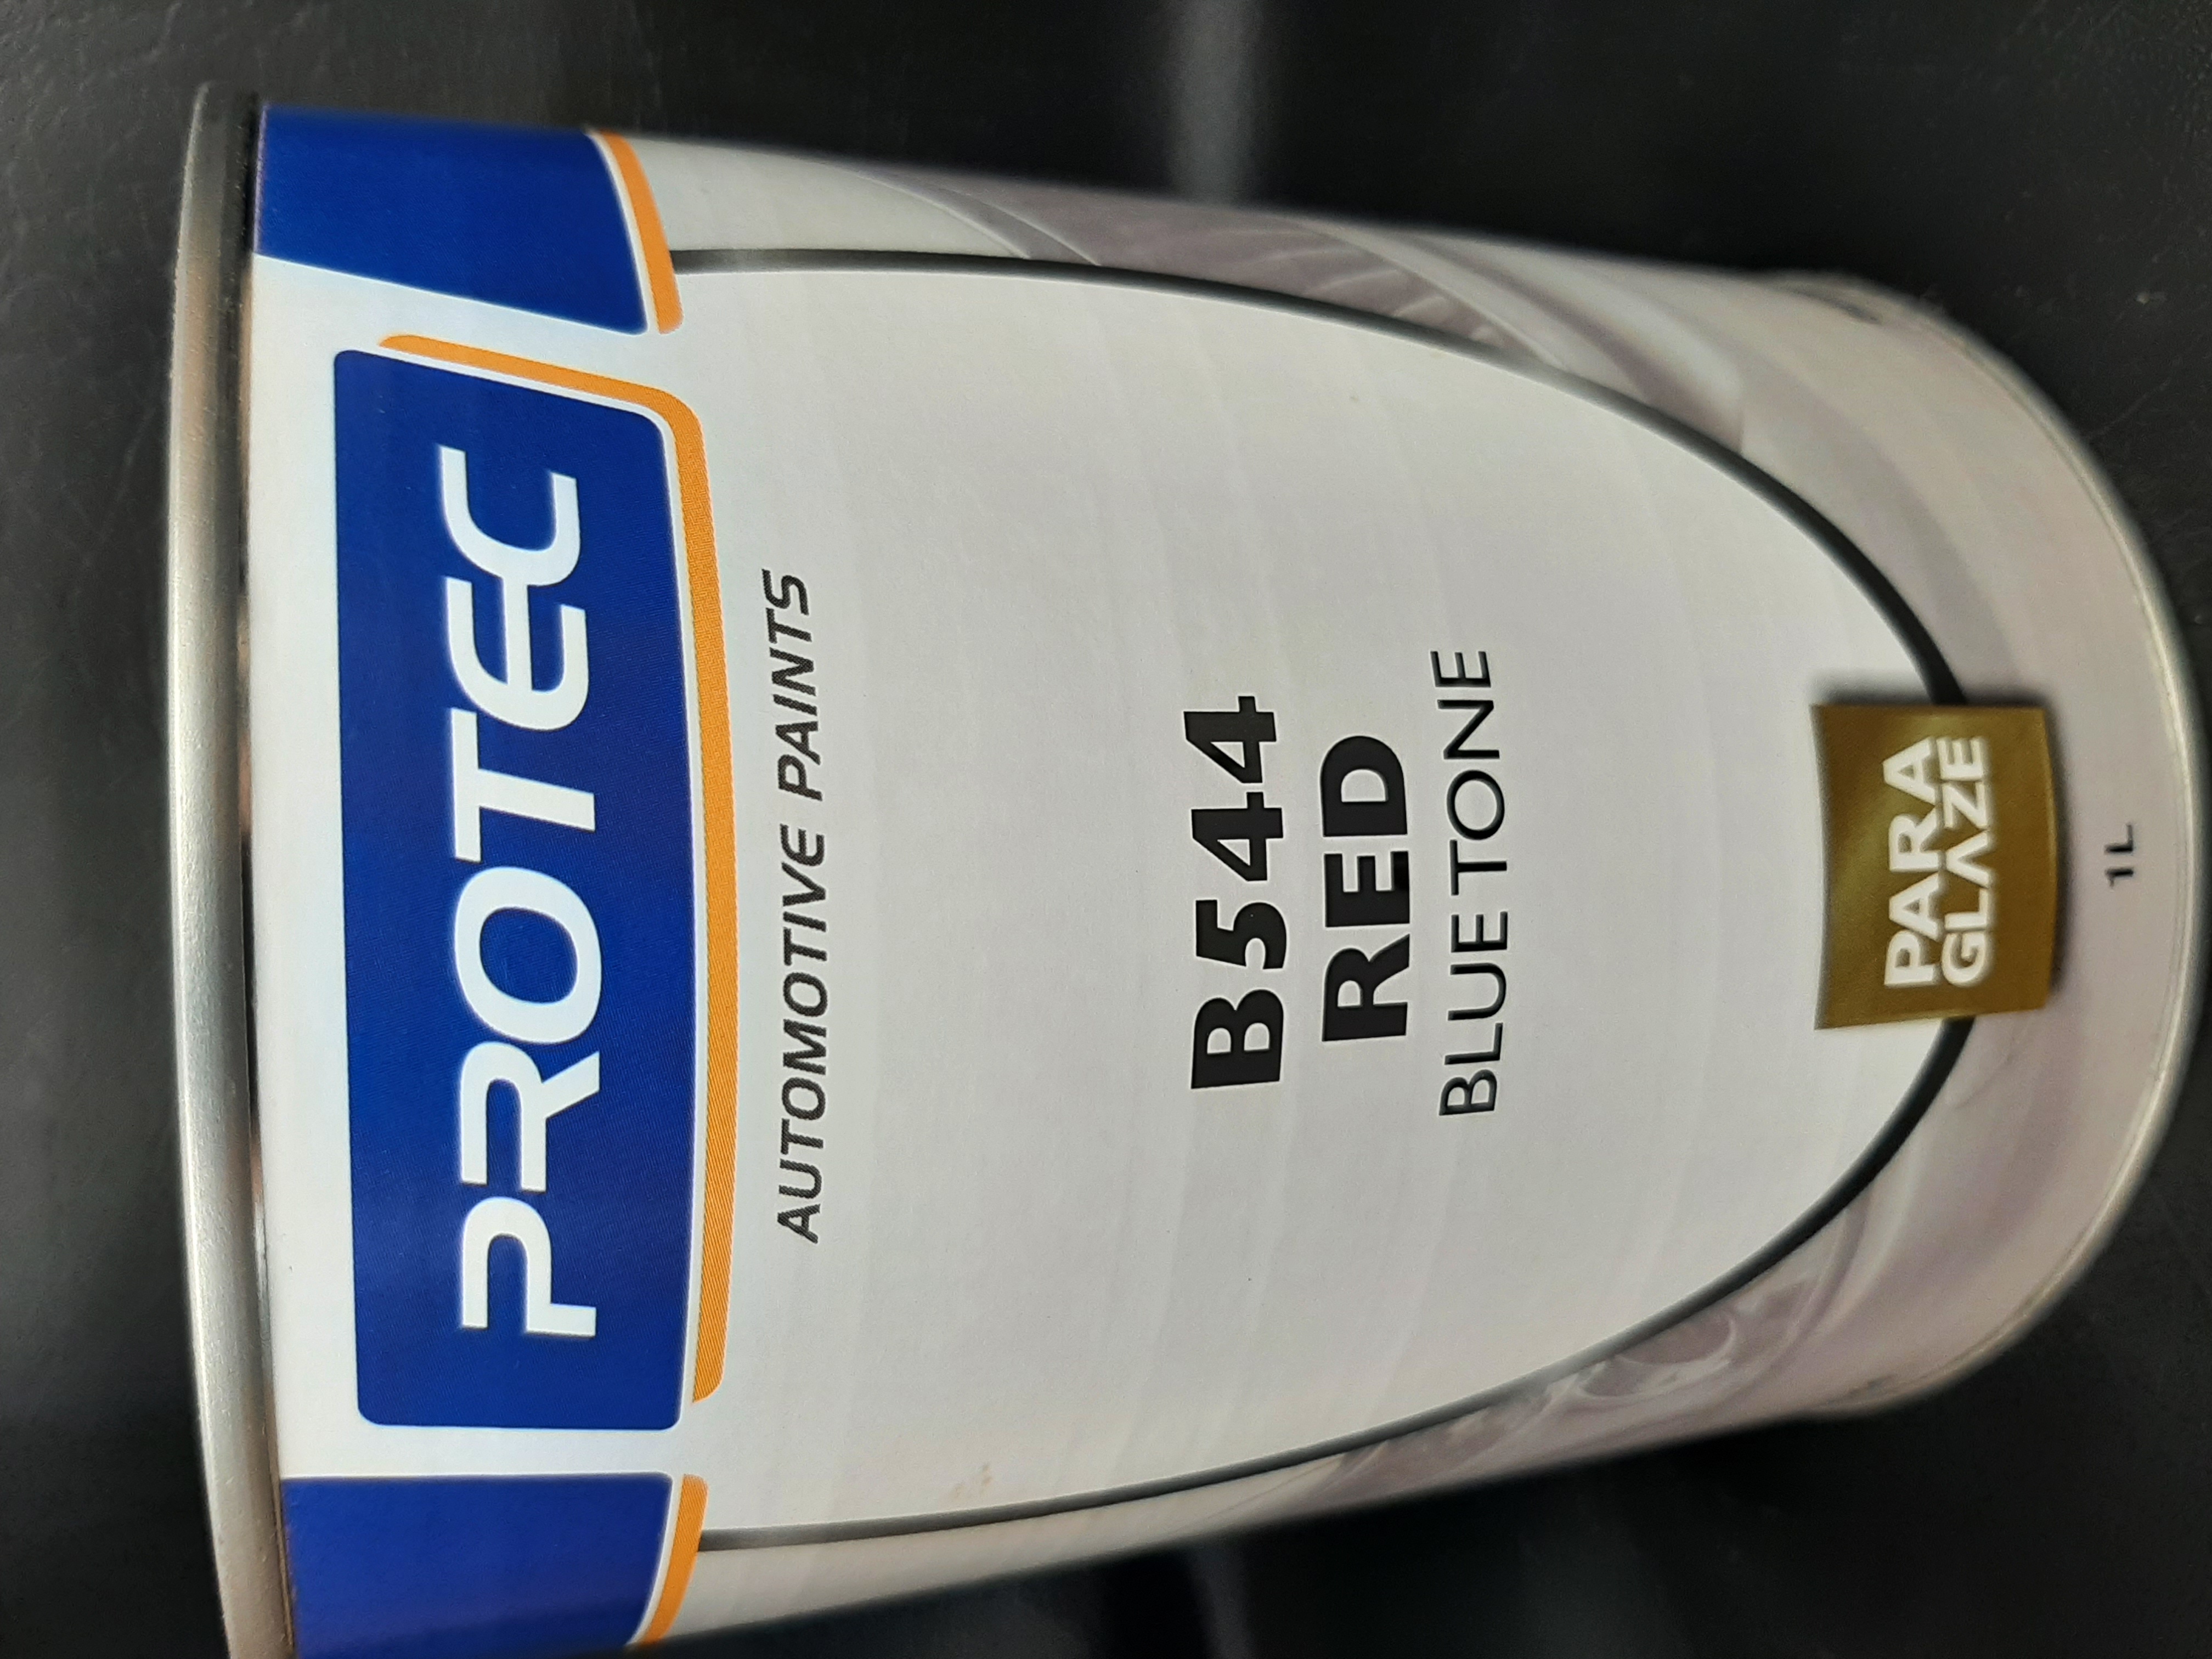 PROTEC
AUTOMOTIVE PAINTS
B544
RED
BLUE TONE
PARA
GLAZE
1L